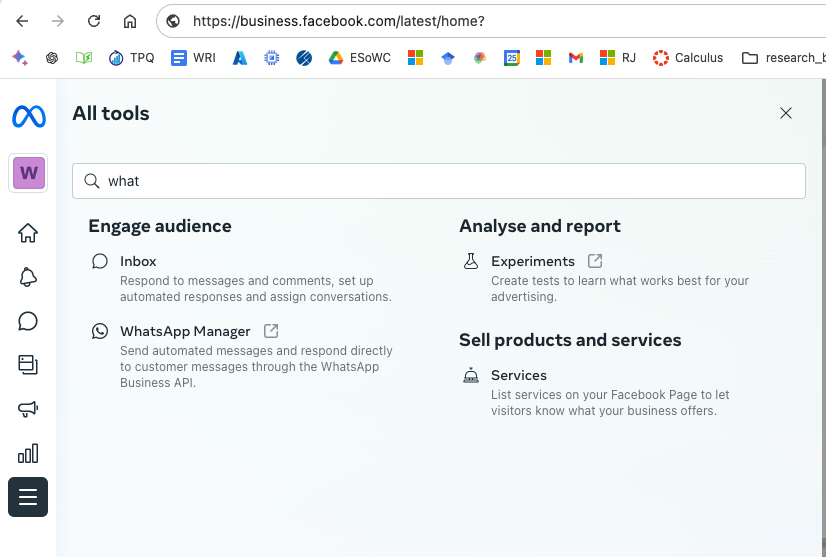 https://business.facebook.com/latest/home?
TPQ WRI ESoWC 25 RJ Calculus research_b
All tools
W
what
Engage audience
Inbox
Respond to messages and comments, set up
automated responses and assign conversations.
WhatsApp Manager
Send automated messages and respond directly
to customer messages through the WhatsApp
Business API.
Analyse and report
Experiments
Create tests to learn what works best for your
advertising.
Sell products and services
Services
List services on your Facebook Page to let
visitors know what your business offers.